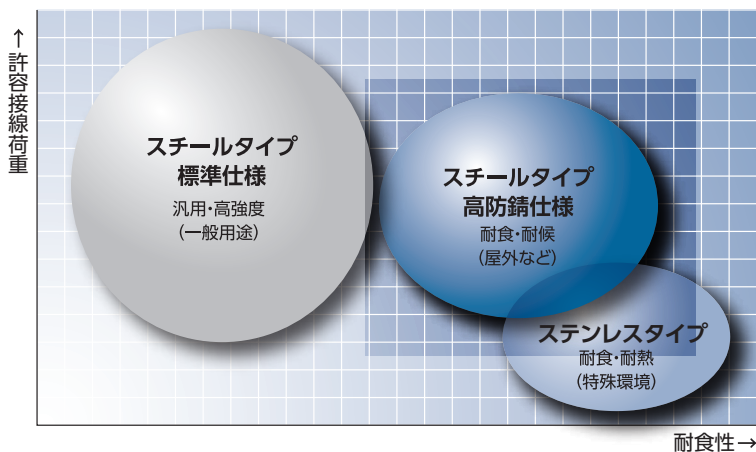 ↑許容接線荷重
スチールタイプ
標準仕様
汎用・高強度
(一般用途)
スチールタイプ
高防錆仕様
耐食・耐候
(屋外など)
ステンレスタイプ
耐食・耐熱
(特殊環境)
耐食性→